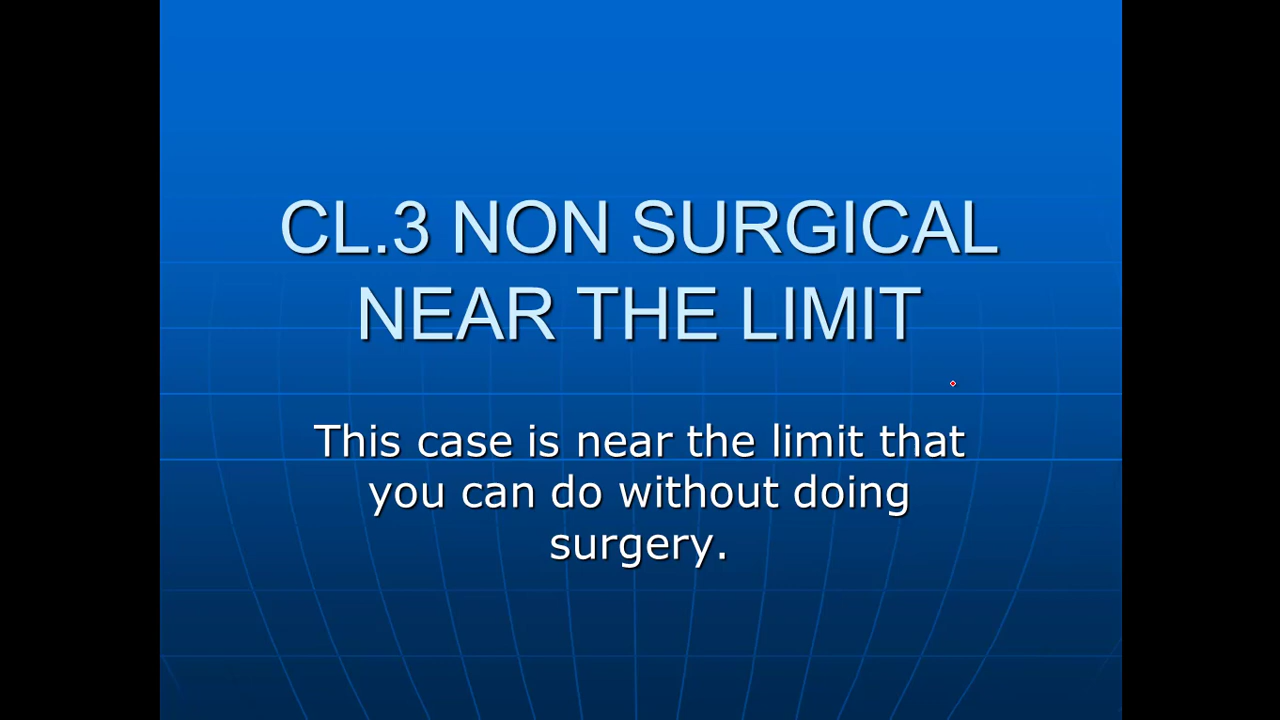 CL.3 NON SURGICAL
NEAR THE LIMIT
This case is near the limit that
you can do without doing
surgery.